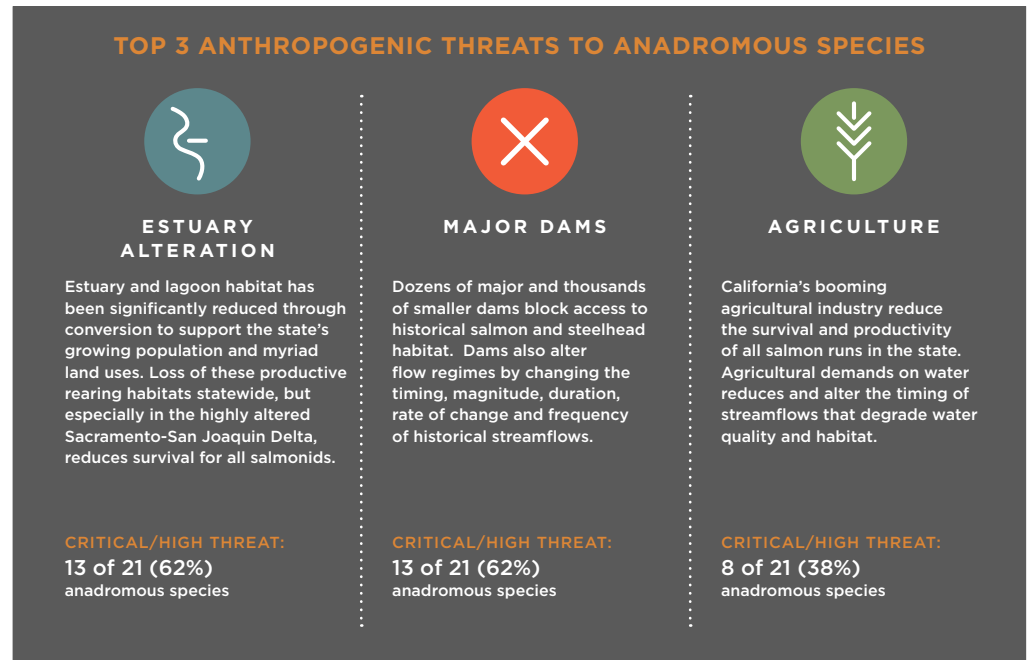 TOP 3 ANTHROPOGENIC THREATS TO ANADROMOUS SPECIES
ESTUARY
ALTERATION
Estuary and lagoon habitat has
been significantly reduced through
conversion to support the state’s
growing population and myriad
land uses. Loss of these productive
rearing habitats statewide, but
especially in the highly altered
Sacramento-San Joaquin Delta,
reduces survival for all salmonids.
CRITICAL/HIGH THREAT:
13 of 21 (62%)
anadromous species
MAJOR DAMS
Dozens of major and thousands
of smaller dams block access to
historical salmon and steelhead
habitat.  Dams also alter
flow regimes by changing the
timing, magnitude, duration,
rate of change and frequency
of historical streamflows.
CRITICAL/HIGH THREAT:
13 of 21 (62%)
anadromous species
AGRICULTURE
California’s booming
agricultural industry reduce
the survival and productivity
of all salmon runs in the state.
Agricultural demands on water
reduces and alter the timing of
streamflows that degrade water
quality and habitat.
CRITICAL/HIGH THREAT:
8 of 21 (38%)
anadromous species